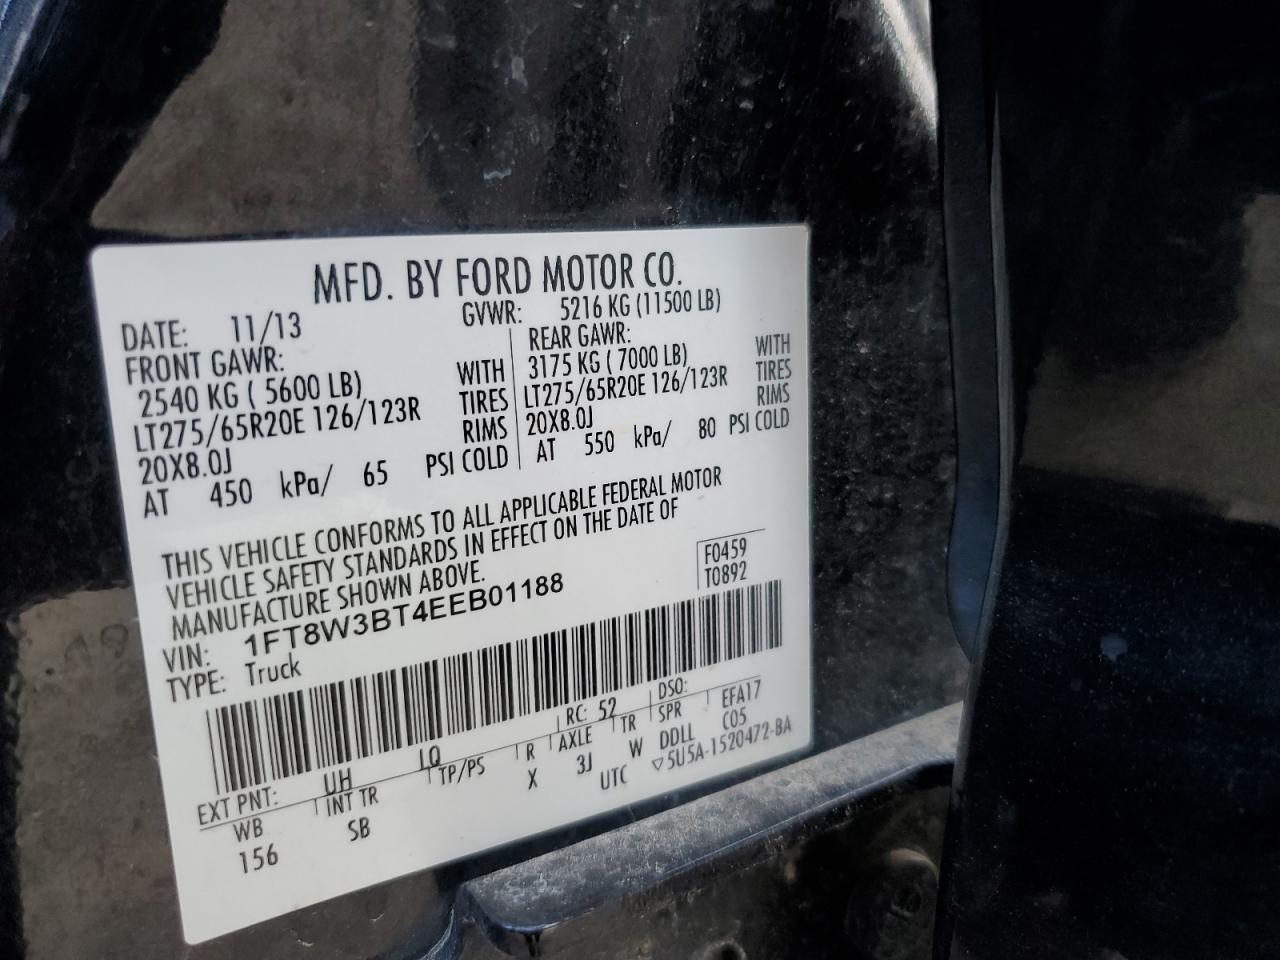 MFD. BY FORD MOTOR CO.
DATE: 11/13 GVWR: 5216 KG (11500 LB)
FRONT GAWR:
2540 KG ( 5600 LB) WITH
LT275/65R20E 126/123R TIRES
20X8.0J RIMS
AT 450 kPa/ 65 PSI COLD
REAR GAWR:
3175 KG ( 7000 LB) WITH
LT275/65R20E 126/123R TIRES
20X8.0J RIMS
AT 550 kPa/ 80 PSI COLD
THIS VEHICLE CONFORMS TO ALL APPLICABLE FEDERAL MOTOR
VEHICLE SAFETY STANDARDS IN EFFECT ON THE DATE OF
MANUFACTURE SHOWN ABOVE.
F0459
T0892
VIN: 1FT8W3BT4EEB01188
TYPE: Truck
EXT PNT: UH LQ RC: 52 DSO:
WB INT TR TP/PS R AXLE TR SPR EFA17
156 SB X 3J W DDLL C05
UTC ▽5U5A-1520472-BA